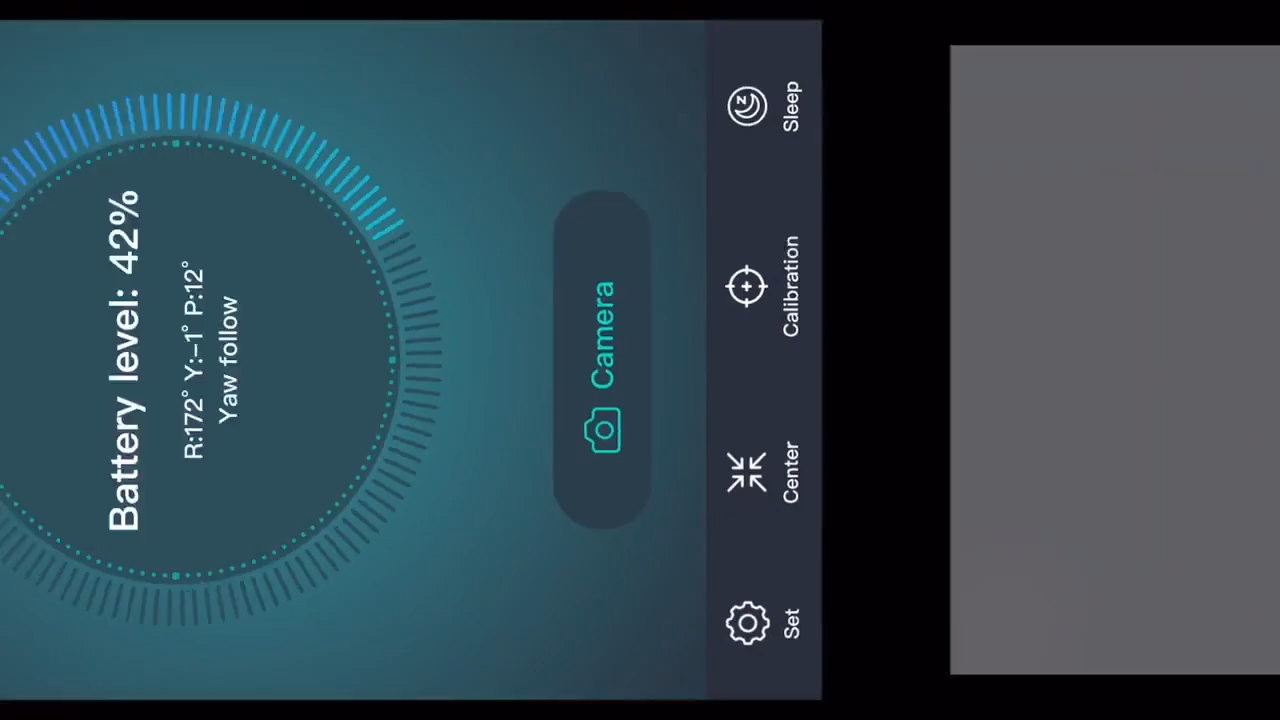 Battery level: 42%
R:172° Y:-1° P:12°
Yaw follow
Camera
Set
Center
Calibration
Sleep